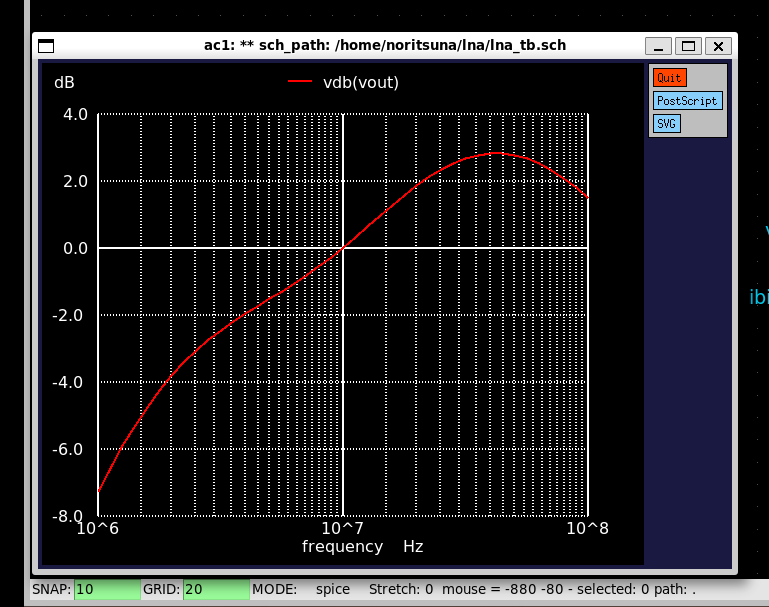 ac1: ** sch_path: /home/noritsuna/lna/lna_tb.sch
dB
vdb(vout)
Quit
PostScript
SVG
4.0
2.0
0.0
-2.0
-4.0
-6.0
-8.0
10^6 10^7 10^8
frequency Hz
ibi
SNAP: 10 GRID: 20 MODE: spice Stretch: 0 mouse = -880 -80 - selected: 0 path: .